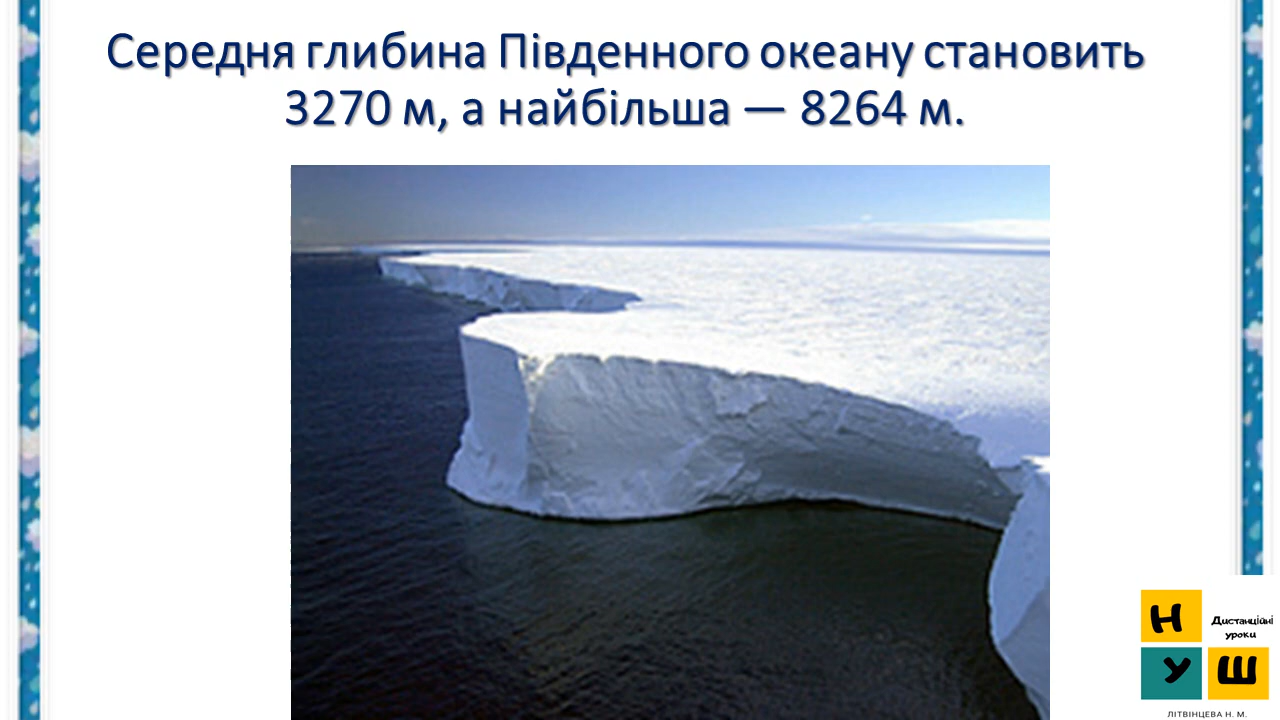 Середня глибина Південного океану становить
3270 м, а найбільша — 8264 м.
Н
Дистанційні
уроки
У Ш
ЛІТВІНЦЕВА Н. М.